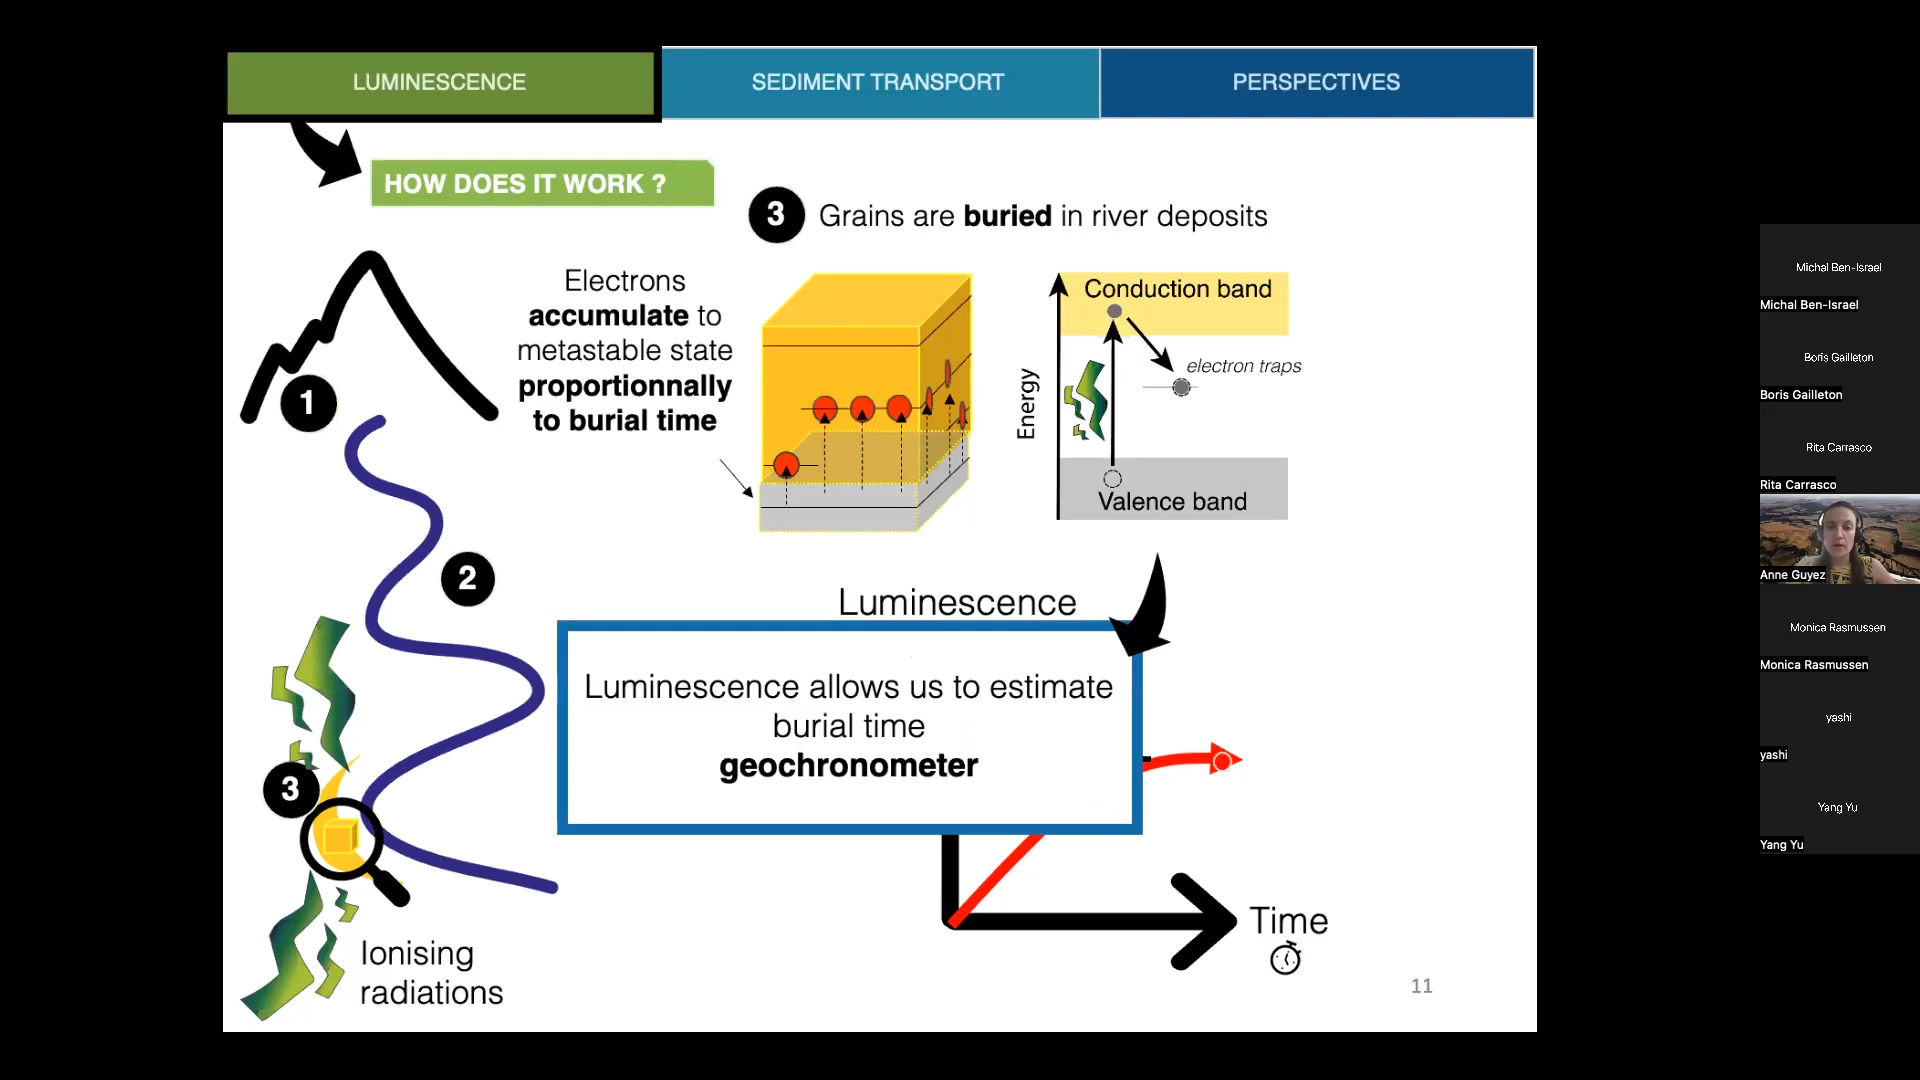 LUMINESCENCE
SEDIMENT TRANSPORT
PERSPECTIVES
HOW DOES IT WORK ?
3 Grains are buried in river deposits
Electrons
accumulate to
metastable state
proportionnally
to burial time
Conduction band
electron traps
Energy
Valence band
1
2
3
Luminescence
Luminescence allows us to estimate
burial time
geochronometer
Time
Ionising
radiations
11
Michal Ben-Israel
Michal Ben-Israel
Boris Gailleton
Boris Gailleton
Rita Carrasco
Rita Carrasco
Anne Guyez
Monica Rasmussen
Monica Rasmussen
yashi
yashi
Yang Yu
Yang Yu